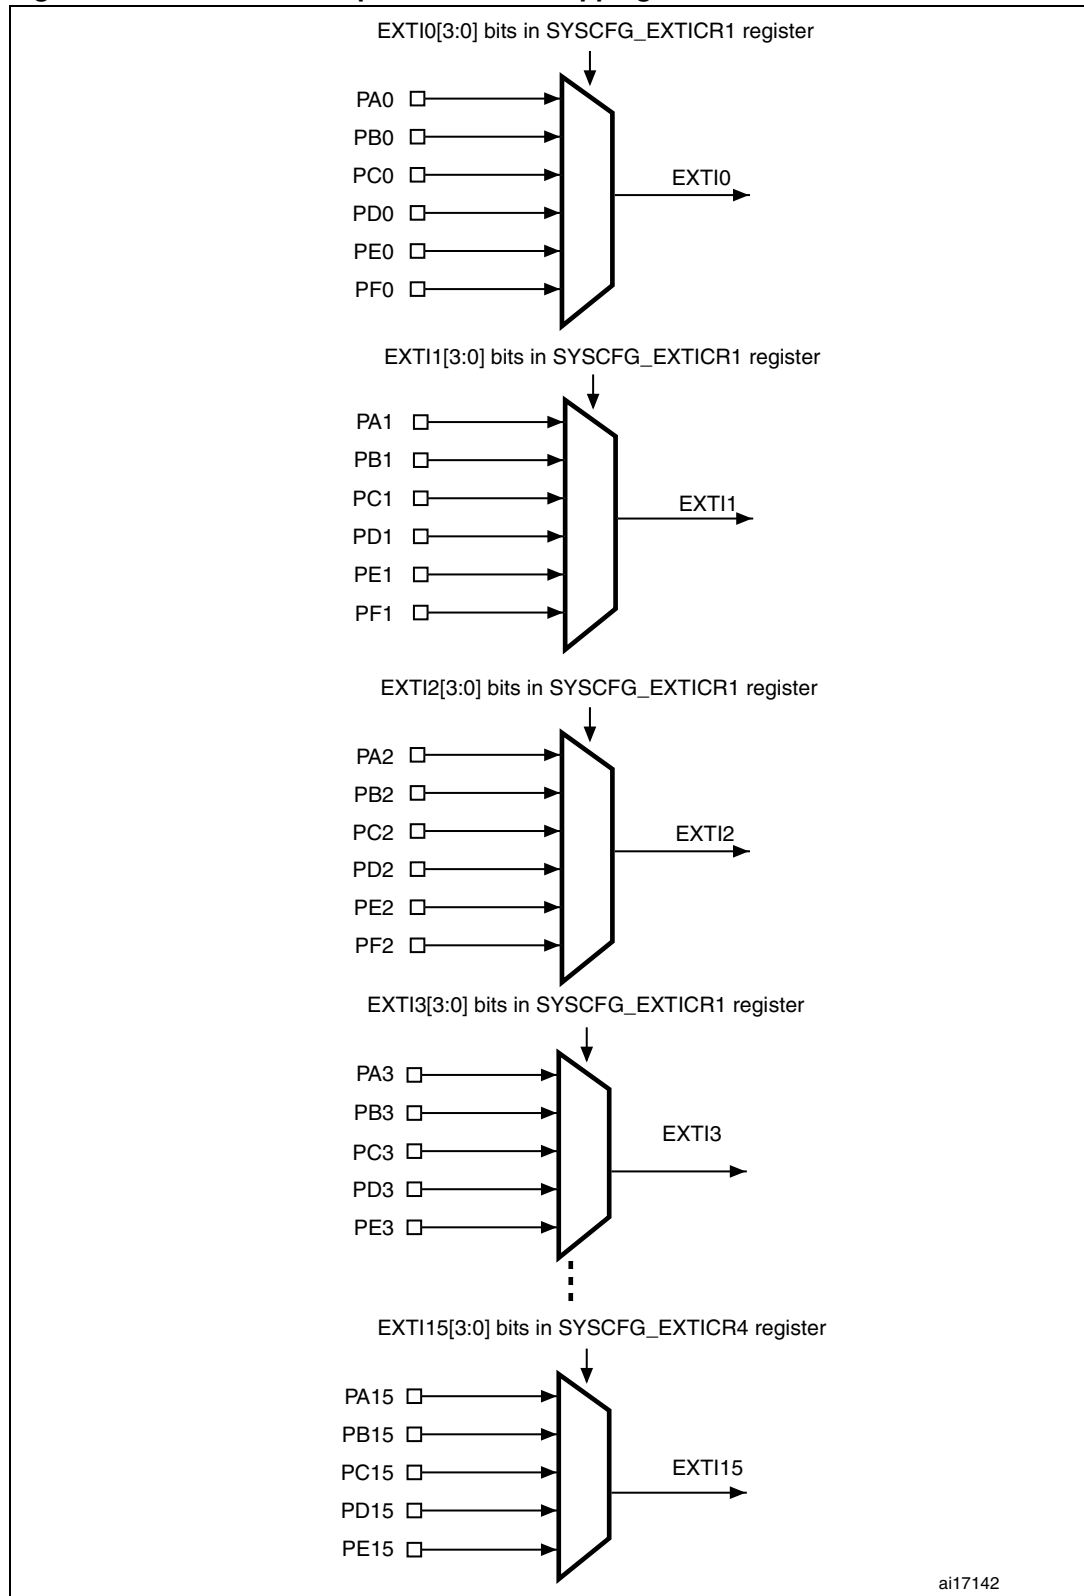 EXTI0[3:0] bits in SYSCFG_EXTICR1 register
PA0
PB0
PC0
PD0
PE0
PF0
EXTI0
EXTI1[3:0] bits in SYSCFG_EXTICR1 register
PA1
PB1
PC1
PD1
PE1
PF1
EXTI1
EXTI2[3:0] bits in SYSCFG_EXTICR1 register
PA2
PB2
PC2
PD2
PE2
PF2
EXTI2
EXTI3[3:0] bits in SYSCFG_EXTICR1 register
PA3
PB3
PC3
PD3
PE3
EXTI3
EXTI15[3:0] bits in SYSCFG_EXTICR4 register
PA15
PB15
PC15
PD15
PE15
EXTI15
ai17142